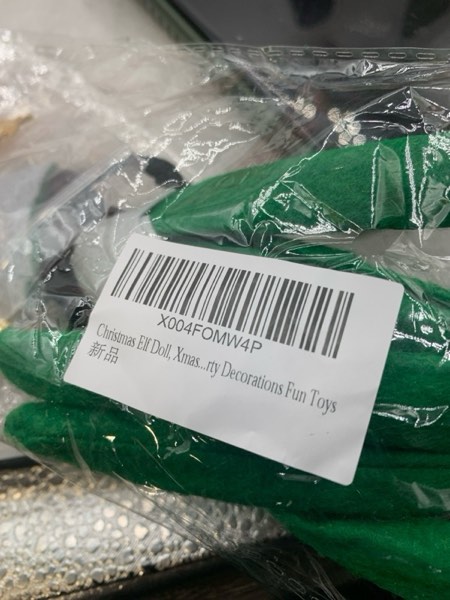 X004FOMW4P
Christmas Elf Doll, Xmas...rty Decorations Fun Toys
新品